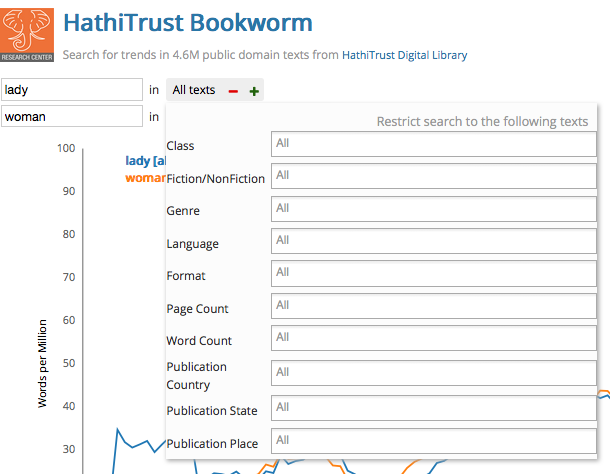 HathiTrust Bookworm
RESEARCH CENTER
Search for trends in 4.6M public domain texts from HathiTrust Digital Library
lady in All texts − +
woman in
Restrict search to the following texts
Class All
Fiction/NonFiction All
Genre All
Language All
Format All
Page Count All
Word Count All
Publication
Country All
Publication State All
Publication Place All
lady [al
woman
Words per Million
100
90
80
70
60
50
40
30